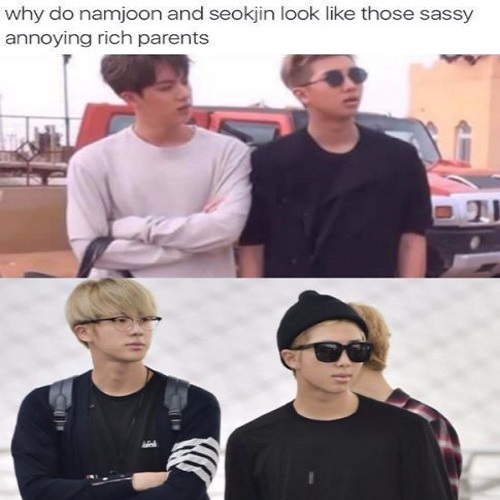 why do namjoon and seokjin look like those sassy
annoying rich parents